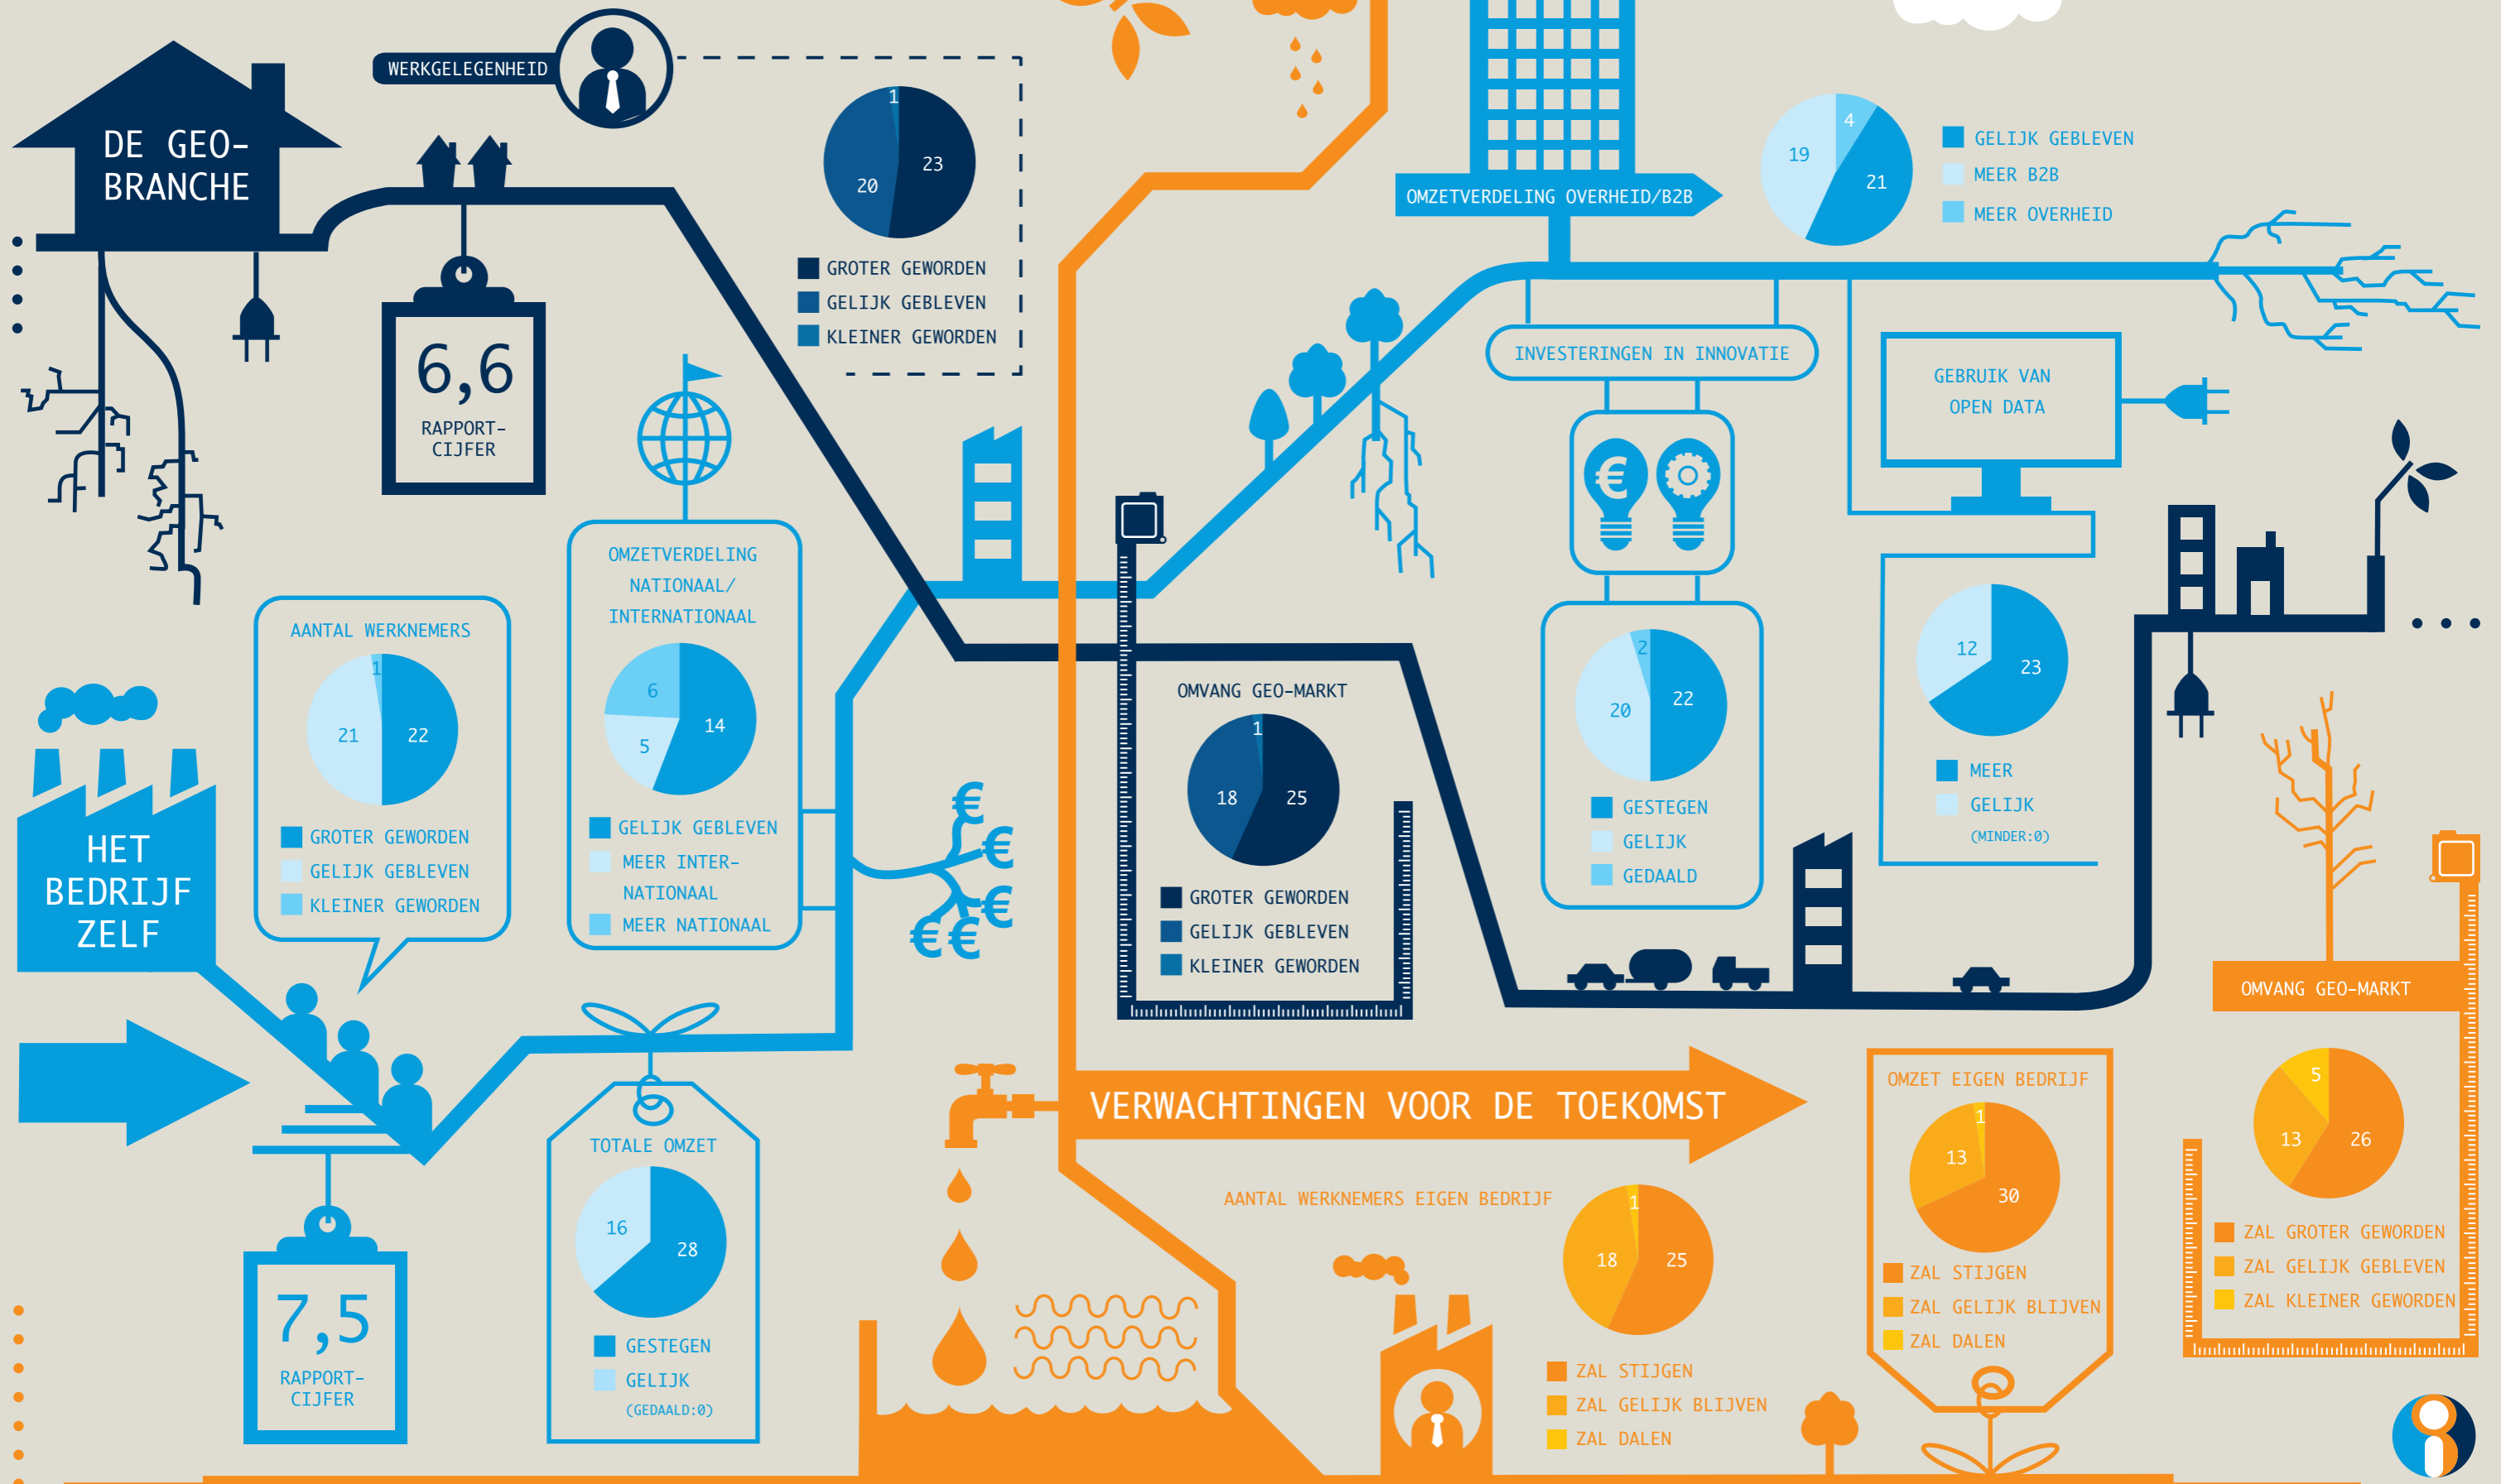 DE GEO-
BRANCHE
WERKGELEGENHEID
1
23
20
GROTER GEWORDEN
GELIJK GEBLEVEN
KLEINER GEWORDEN
6,6
RAPPORT-
CIJFER
OMZETVERDELING OVERHEID/B2B
4
19
21
GELIJK GEBLEVEN
MEER B2B
MEER OVERHEID
INVESTERINGEN IN INNOVATIE
€
2
22
20
GESTEGEN
GELIJK
GEDAALD
GEBRUIK VAN
OPEN DATA
12
23
MEER
GELIJK
(MINDER:0)
OMZETVERDELING
NATIONAAL/
INTERNATIONAAL
6
14
5
GELIJK GEBLEVEN
MEER INTER-
NATIONAAL
MEER NATIONAAL
AANTAL WERKNEMERS
1
21
22
GROTER GEWORDEN
GELIJK GEBLEVEN
KLEINER GEWORDEN
HET
BEDRIJF
ZELF
€
€
€
€€
OMVANG GEO-MARKT
1
18
25
GROTER GEWORDEN
GELIJK GEBLEVEN
KLEINER GEWORDEN
7,5
RAPPORT-
CIJFER
TOTALE OMZET
16
28
GESTEGEN
GELIJK
(GEDAALD:0)
VERWACHTINGEN VOOR DE TOEKOMST
AANTAL WERKNEMERS EIGEN BEDRIJF
1
18
25
ZAL STIJGEN
ZAL GELIJK BLIJVEN
ZAL DALEN
OMZET EIGEN BEDRIJF
1
13
30
ZAL STIJGEN
ZAL GELIJK BLIJVEN
ZAL DALEN
OMVANG GEO-MARKT
5
13
26
ZAL GROTER GEWORDEN
ZAL GELIJK GEBLEVEN
ZAL KLEINER GEWORDEN